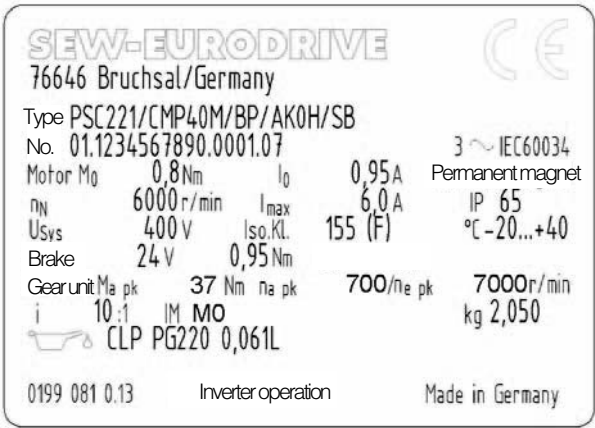 SEW-EURODRIVE CE
76646 Bruchsal/Germany
Type PSC221/CMP40M/BP/AK0H/SB
No. 01.1234567890.0001.07 3 ~ IEC60034
Motor M0 0,8 Nm I0 0,95 A Permanent magnet
nN 6000 r/min Imax 6,0 A IP 65
USys 400 V Iso.Kl. 155 (F) °C -20...+40
Brake 24 V 0,95 Nm
Gear unit Ma pk 37 Nm na pk 700/ne pk 7000 r/min
i 10 :1 IM M0 kg 2,050
CLP PG220 0,061L
0199 081 0.13 Inverter operation Made in Germany